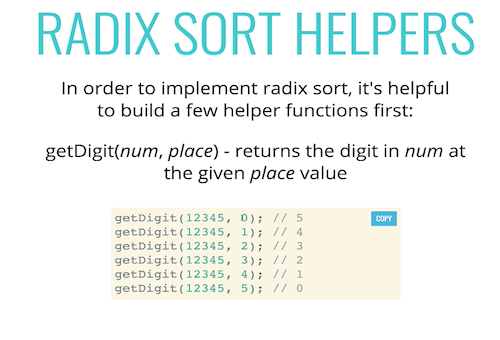 RADIX SORT HELPERS
In order to implement radix sort, it's helpful
to build a few helper functions first:
getDigit(num, place) - returns the digit in num at
the given place value
COPY
getDigit(12345, 0); // 5
getDigit(12345, 1); // 4
getDigit(12345, 2); // 3
getDigit(12345, 3); // 2
getDigit(12345, 4); // 1
getDigit(12345, 5); // 0